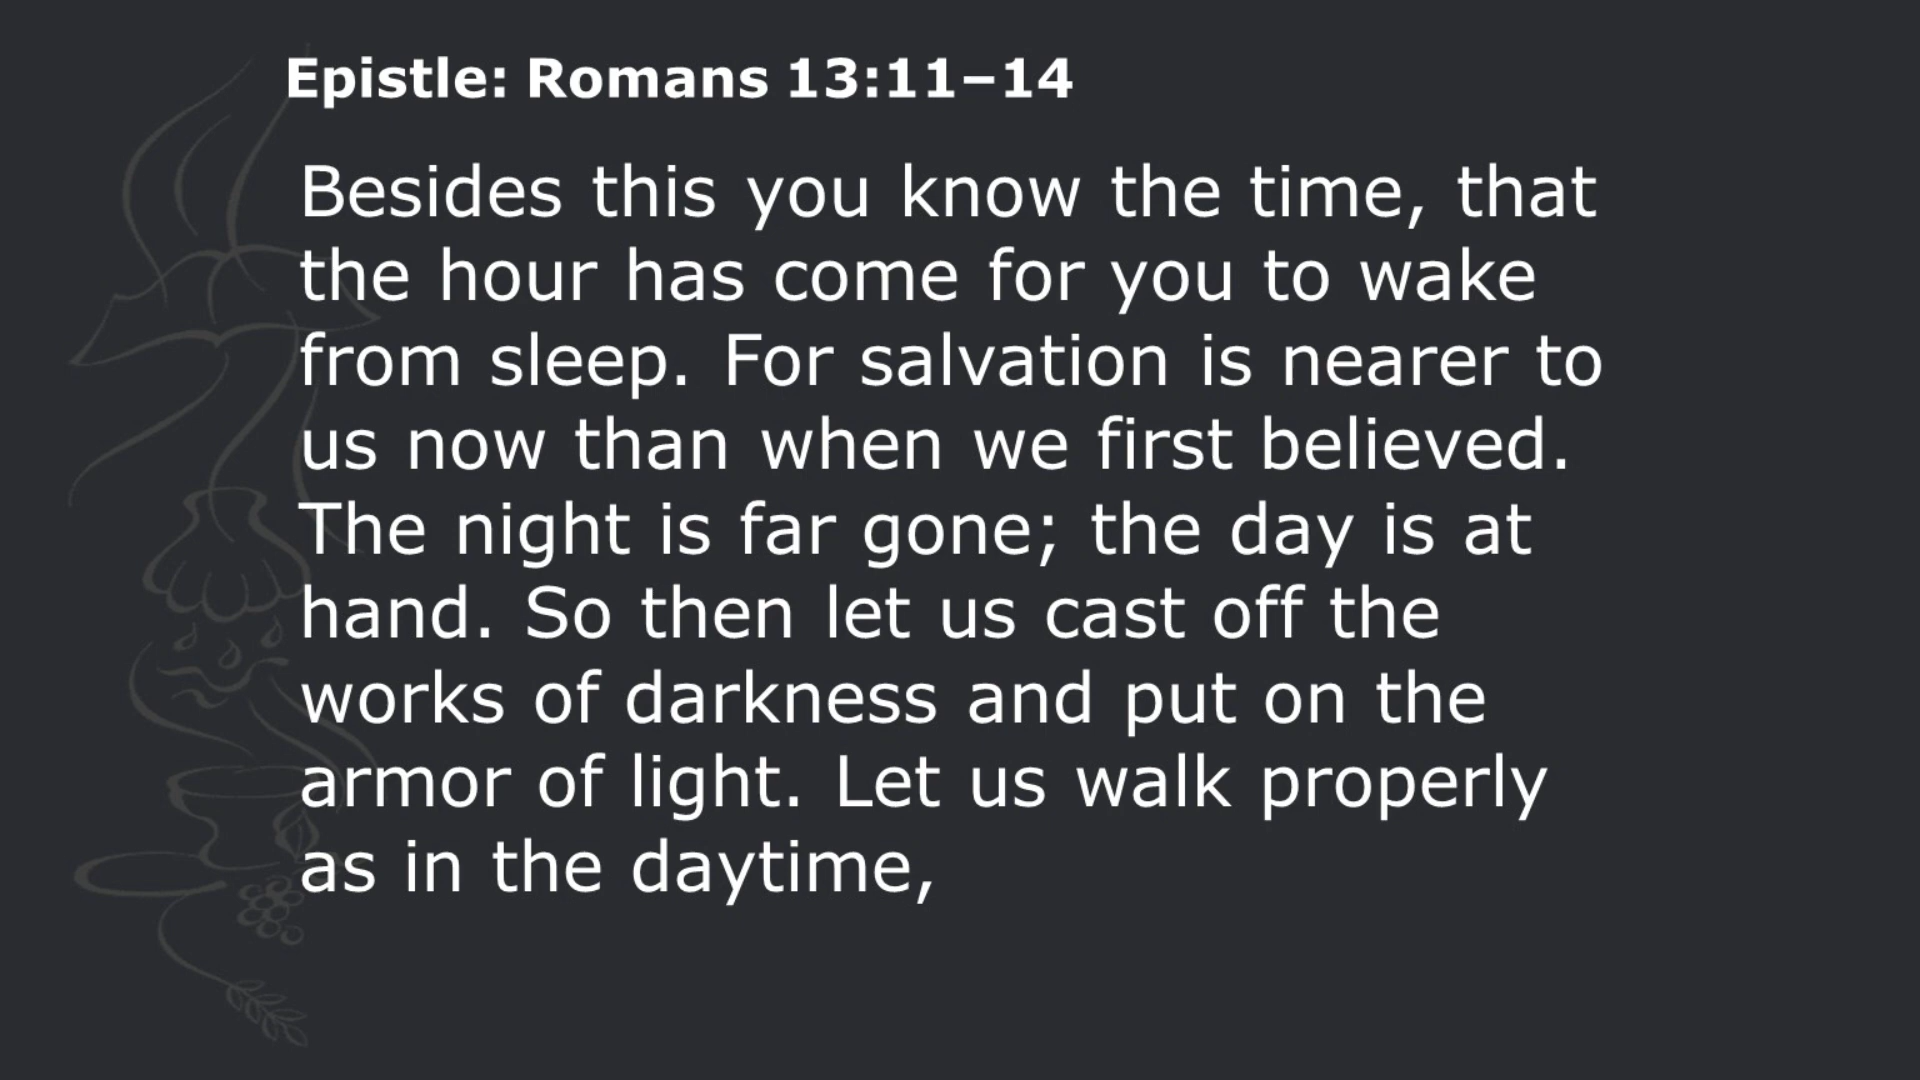 Epistle: Romans 13:11–14
Besides this you know the time, that
the hour has come for you to wake
from sleep. For salvation is nearer to
us now than when we first believed.
The night is far gone; the day is at
hand. So then let us cast off the
works of darkness and put on the
armor of light. Let us walk properly
as in the daytime,